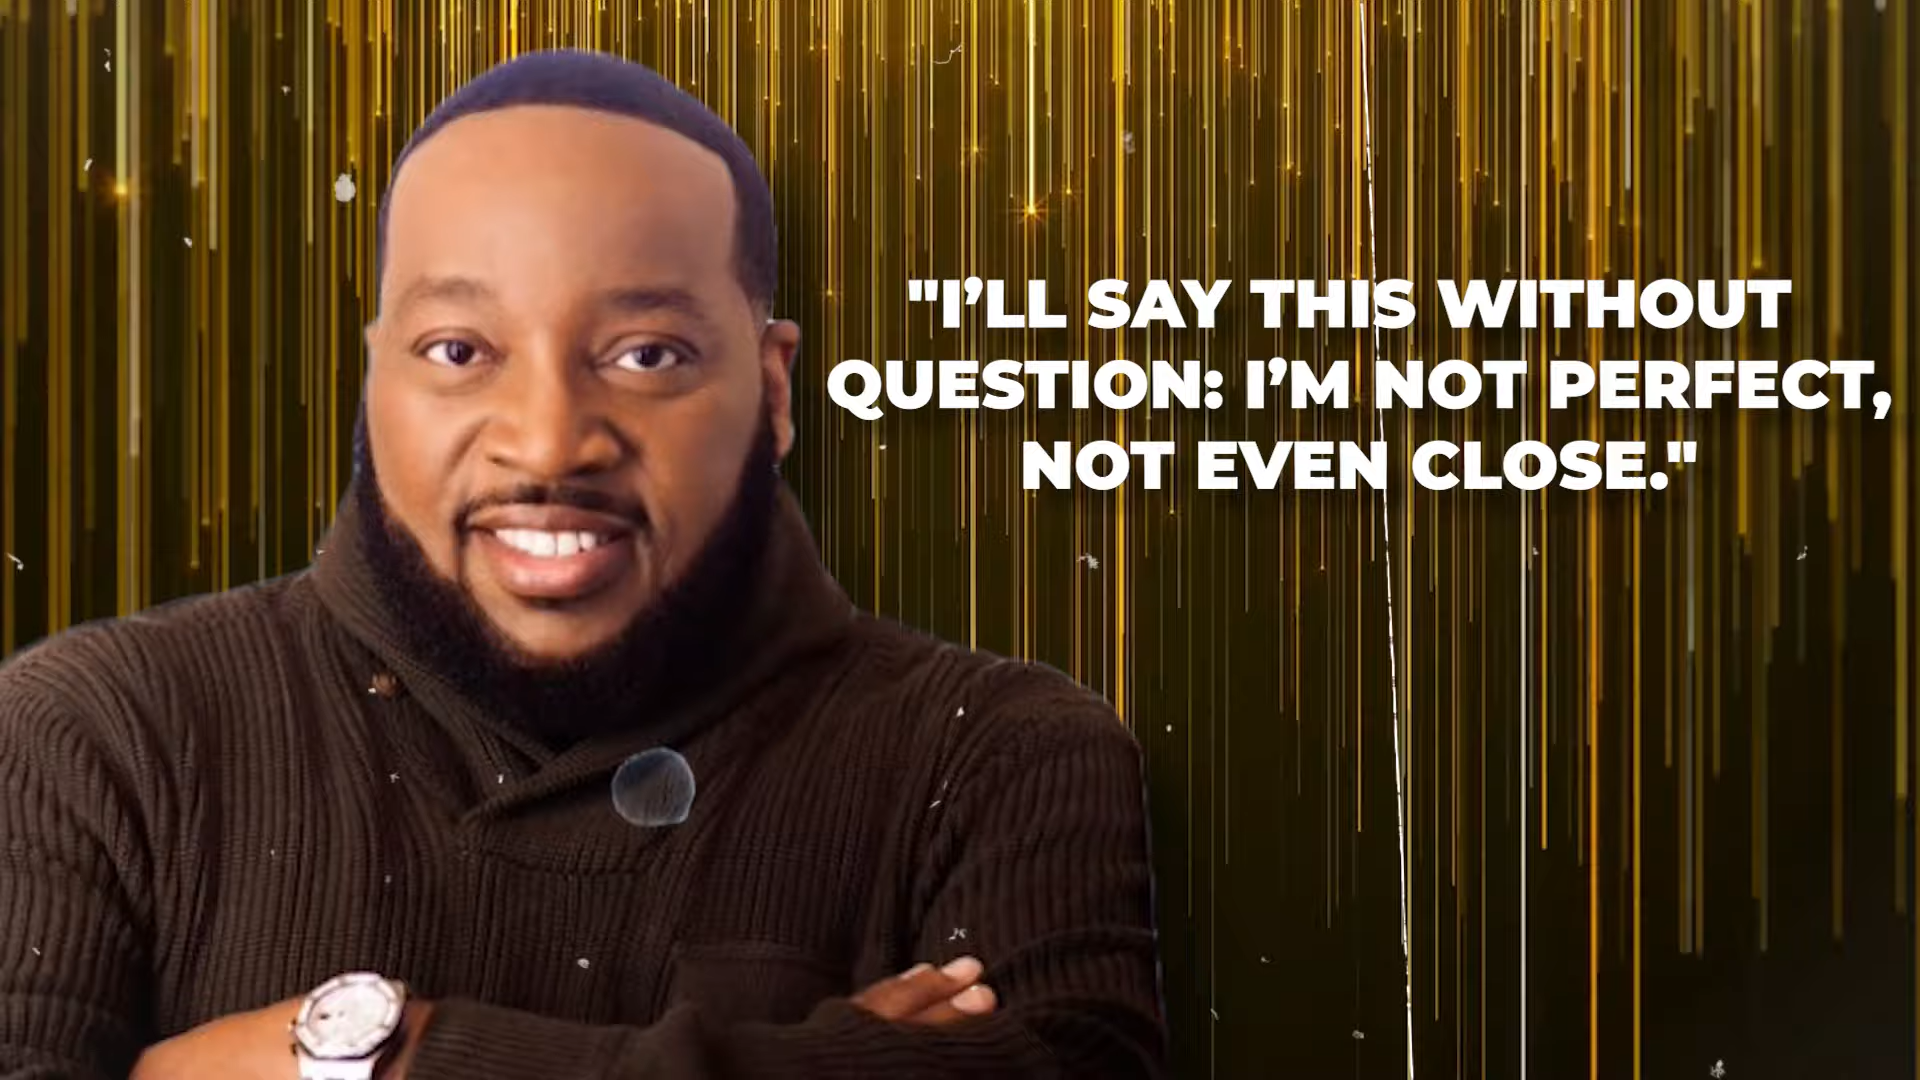 "I’LL SAY THIS WITHOUT
QUESTION: I’M NOT PERFECT,
NOT EVEN CLOSE."